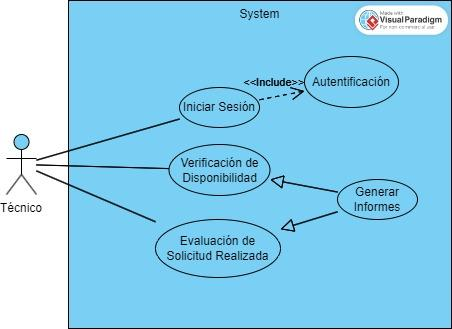 System
Made with
Visual Paradigm
For non-commercial use
<<Include>>
Autentificación
Iniciar Sesión
Verificación de
Disponibilidad
Generar
Informes
Técnico
Evaluación de
Solicitud Realizada